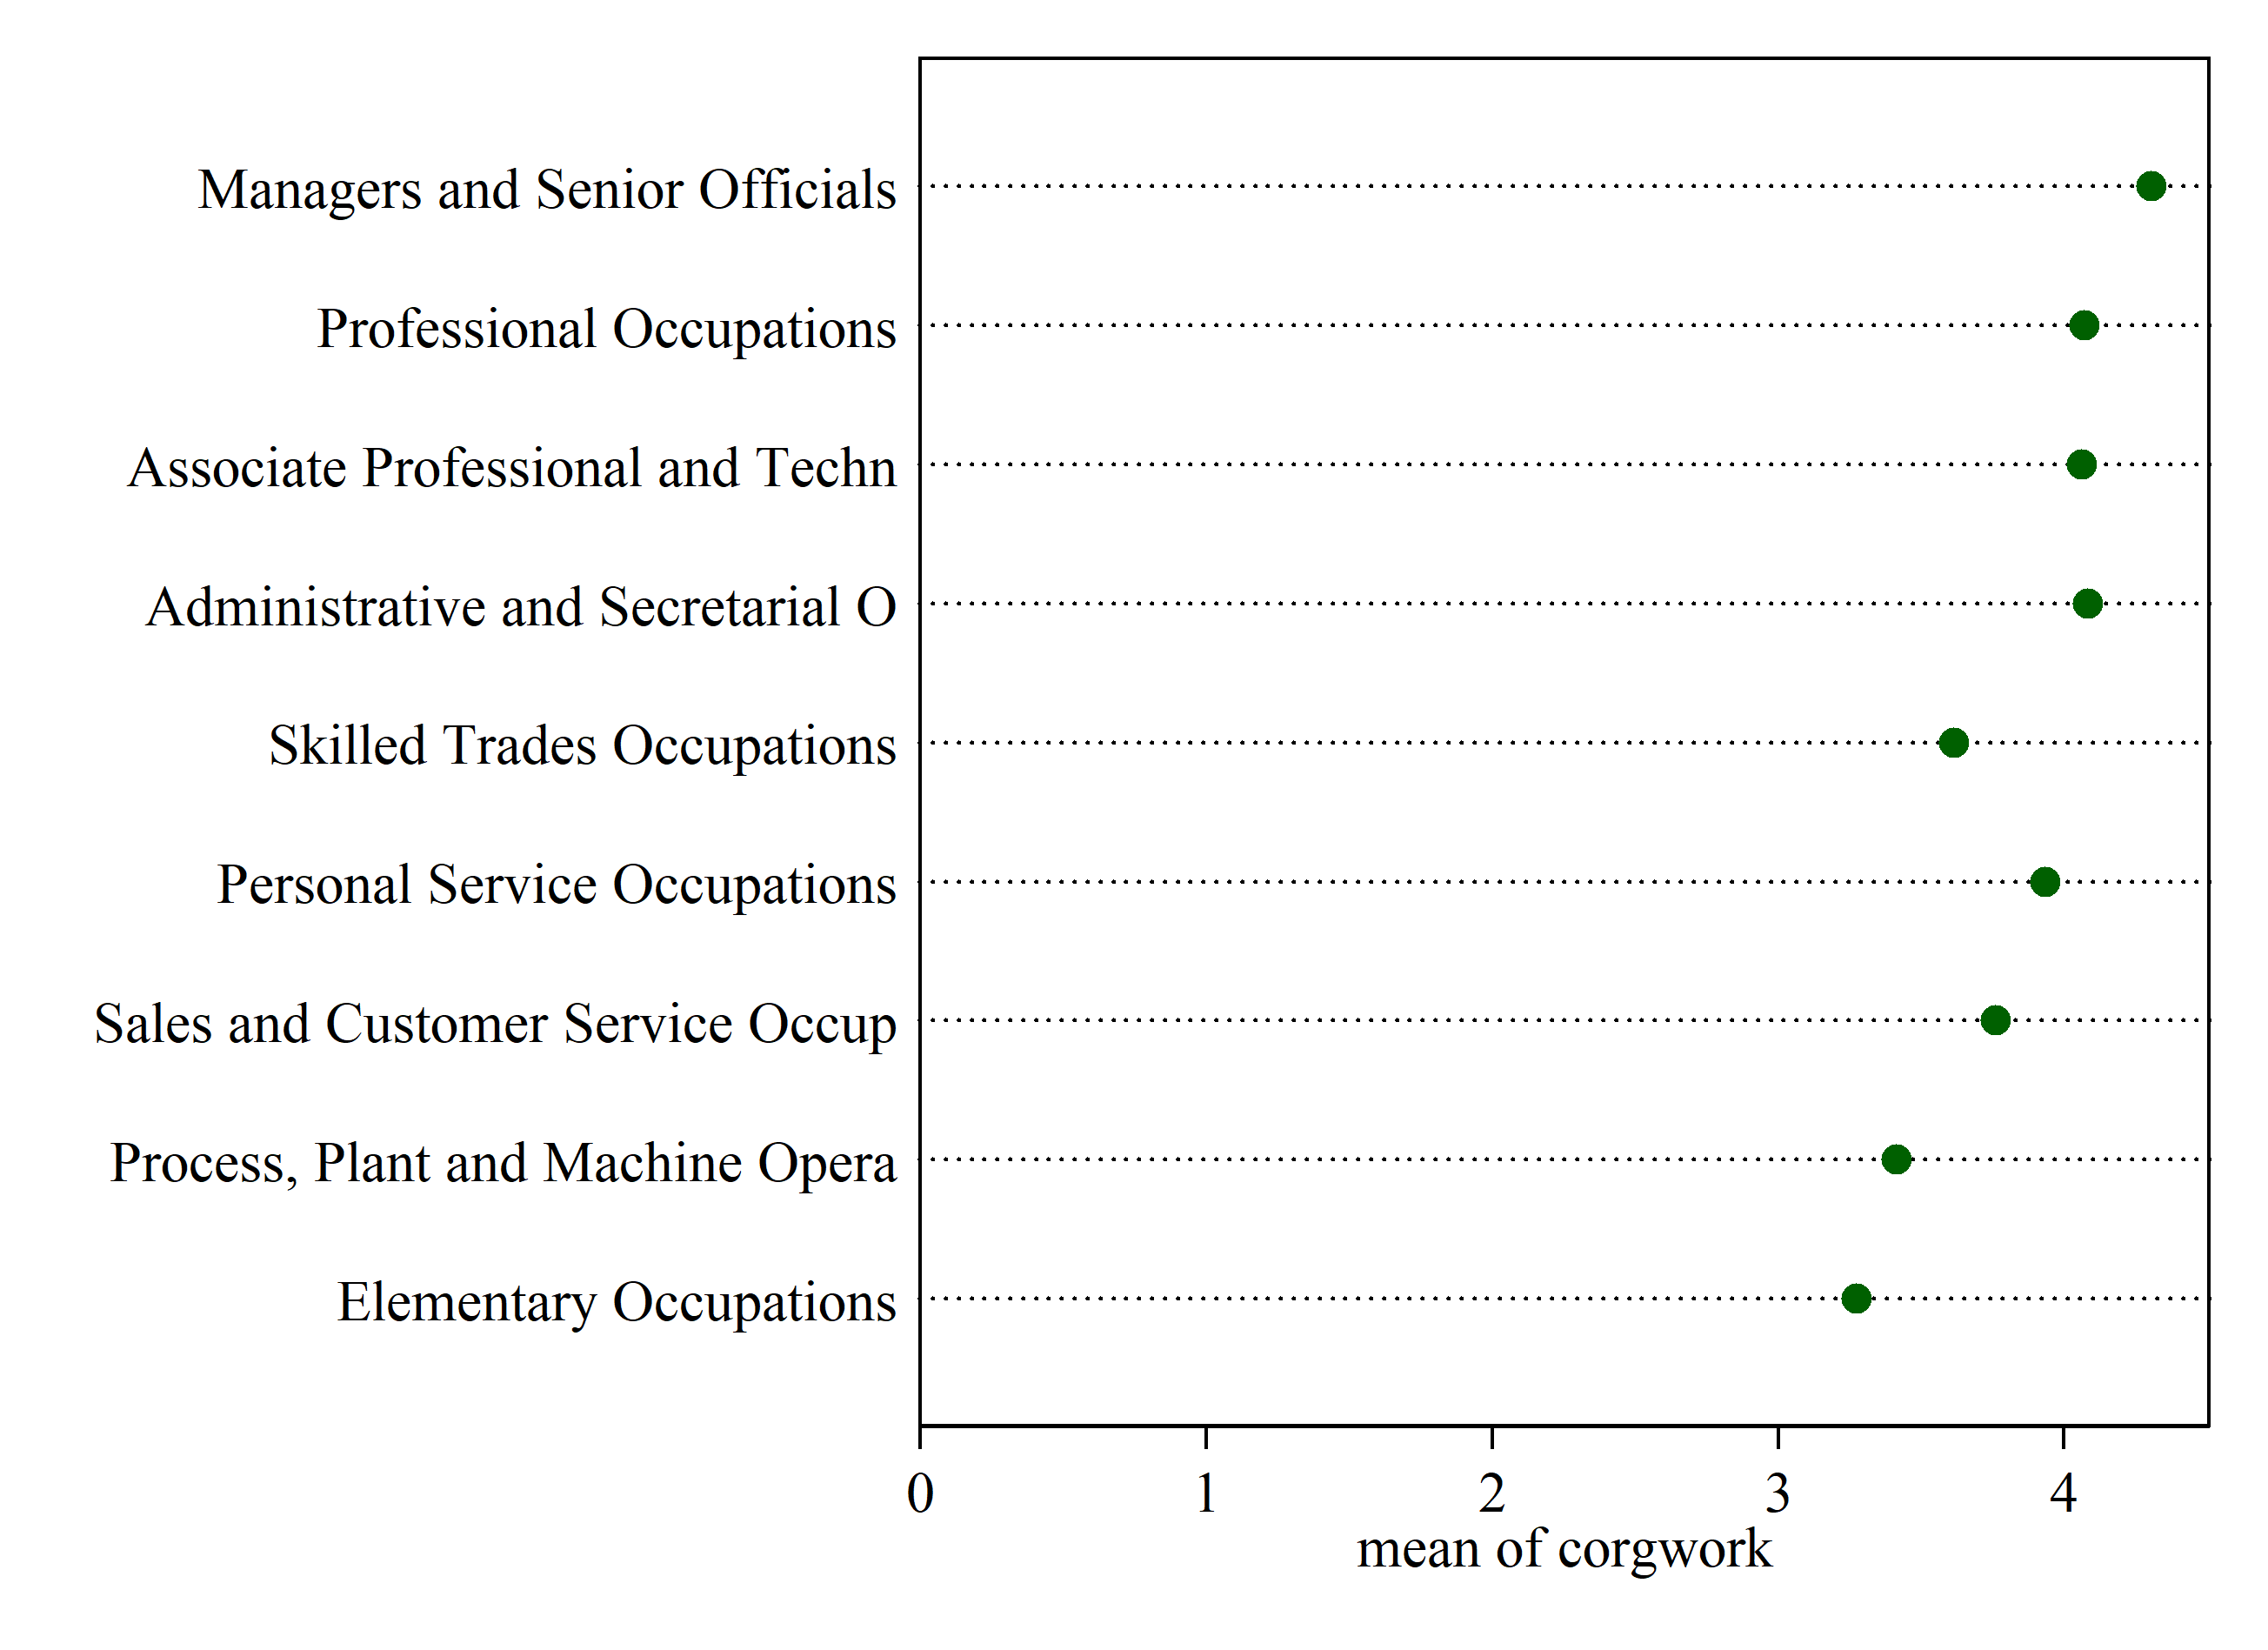 Managers and Senior Officials
Professional Occupations
Associate Professional and Techn
Administrative and Secretarial O
Skilled Trades Occupations
Personal Service Occupations
Sales and Customer Service Occup
Process, Plant and Machine Opera
Elementary Occupations
0 1 2 3 4
mean of corgwork